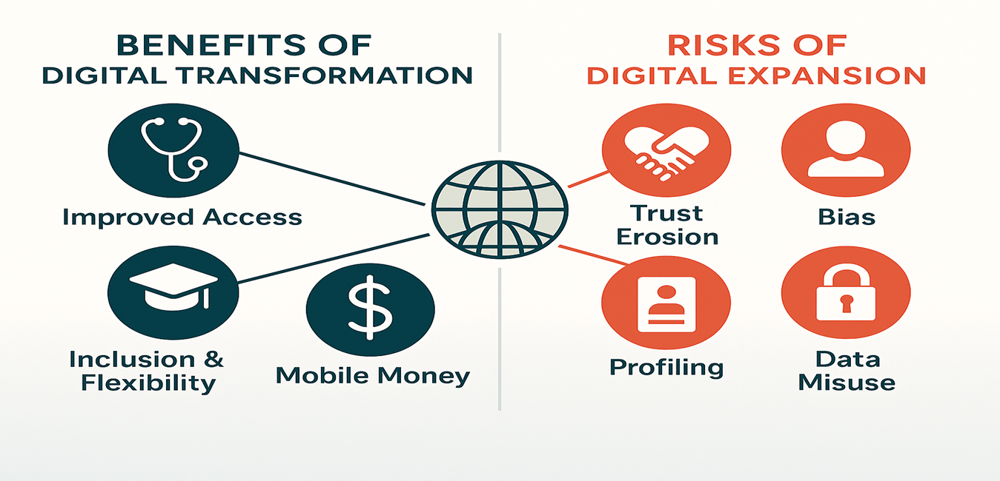 BENEFITS OF
DIGITAL TRANSFORMATION
Improved Access
Inclusion &
Flexibility
Mobile Money
RISKS OF
DIGITAL EXPANSION
Trust
Erosion
Bias
Profiling
Data
Misuse